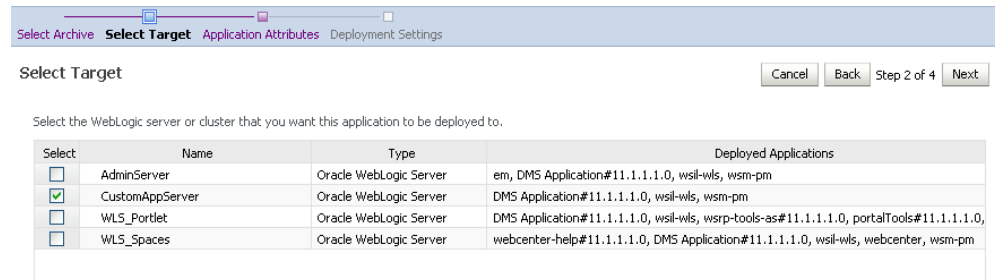 Select Archive Select Target Application Attributes Deployment Settings
Select Target
Cancel Back Step 2 of 4 Next
Select the WebLogic server or cluster that you want this application to be deployed to.
Select Name Type Deployed Applications
AdminServer Oracle WebLogic Server em, DMS Application#11.1.1.1.0, wsil-wls, wsm-pm
CustomAppServer Oracle WebLogic Server DMS Application#11.1.1.1.0, wsil-wls, wsm-pm
WLS_Portlet Oracle WebLogic Server DMS Application#11.1.1.1.0, wsil-wls, wsrp-tools-as#11.1.1.1.0, portalTools#11.1.1.1.0,
WLS_Spaces Oracle WebLogic Server webcenter-help#11.1.1.1.0, DMS Application#11.1.1.1.0, wsil-wls, webcenter, wsm-pm